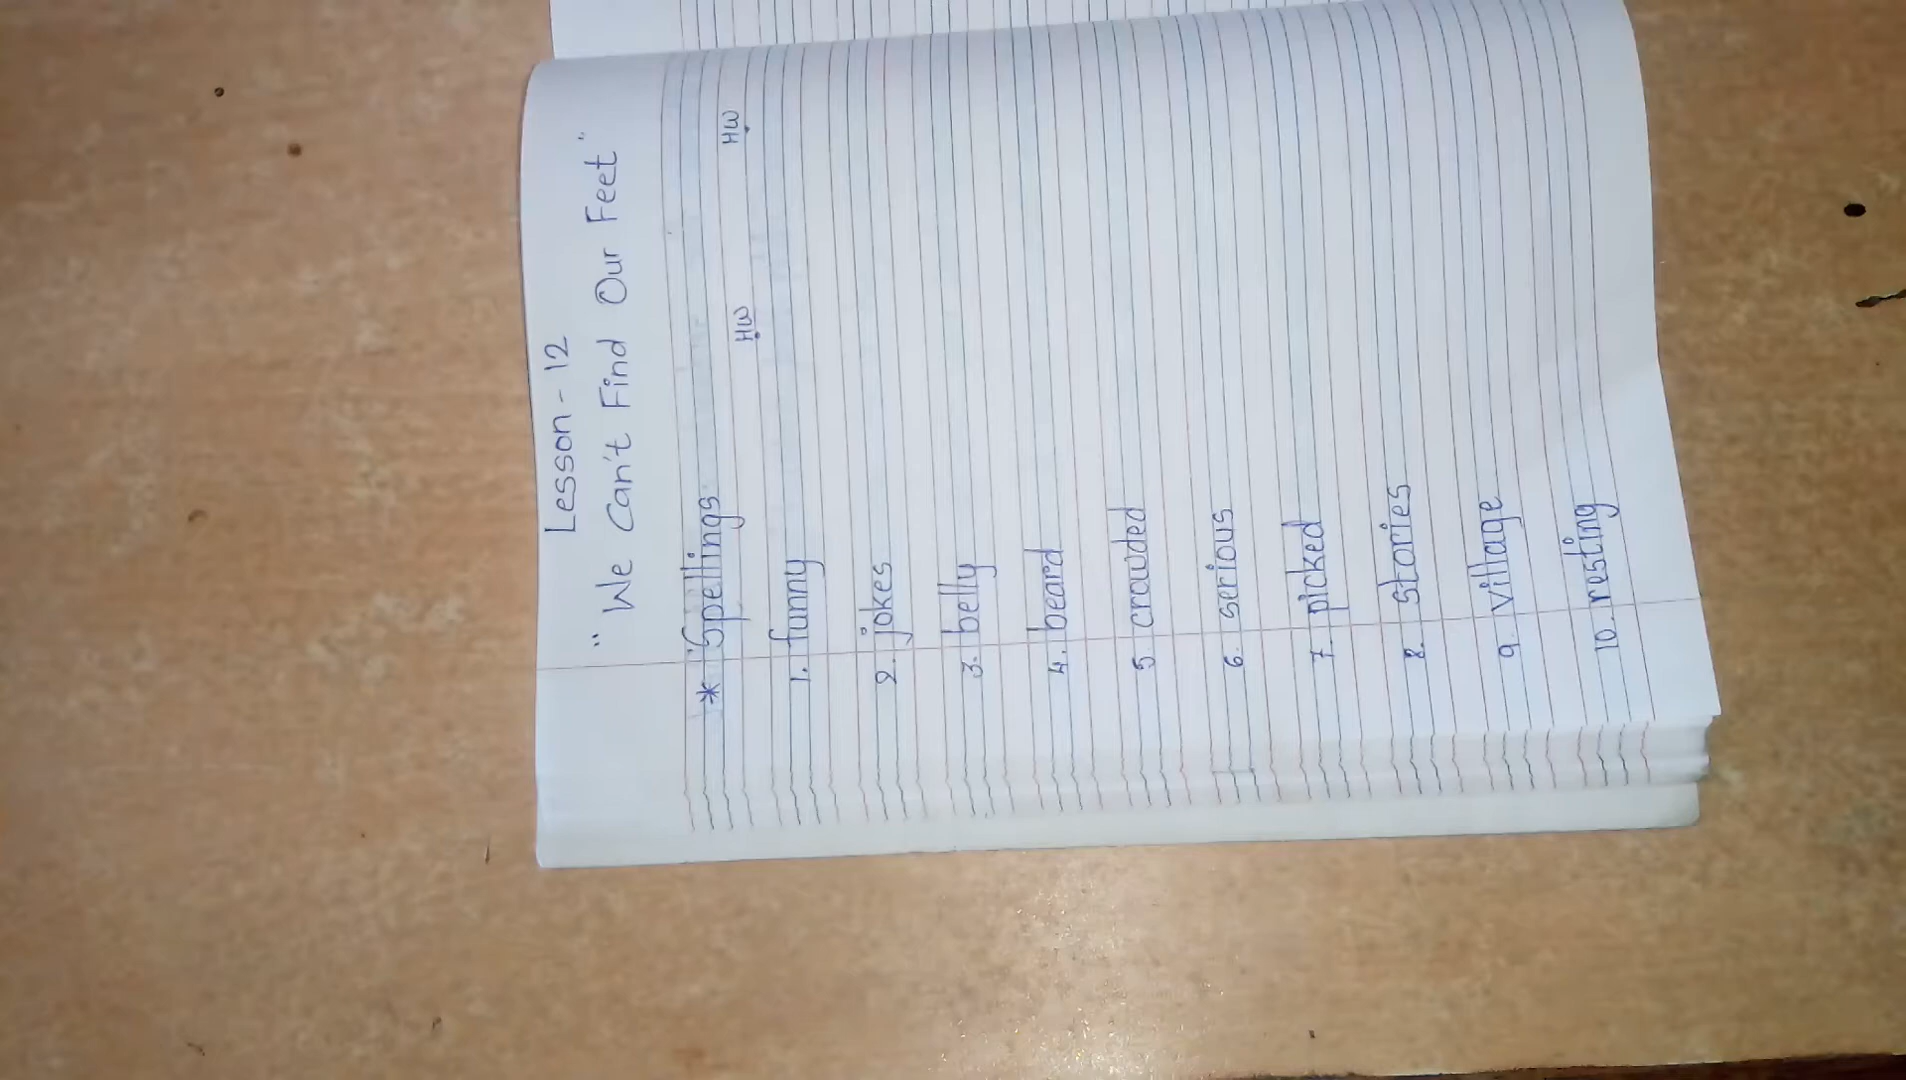 Lesson - 12
" We Can't Find Our Feet"
* Spellings HW HW
1. funny
2. jokes
3. belly
4. beard
5 crowded
6. serious
7. picked
8. stories
9. village
10. resting